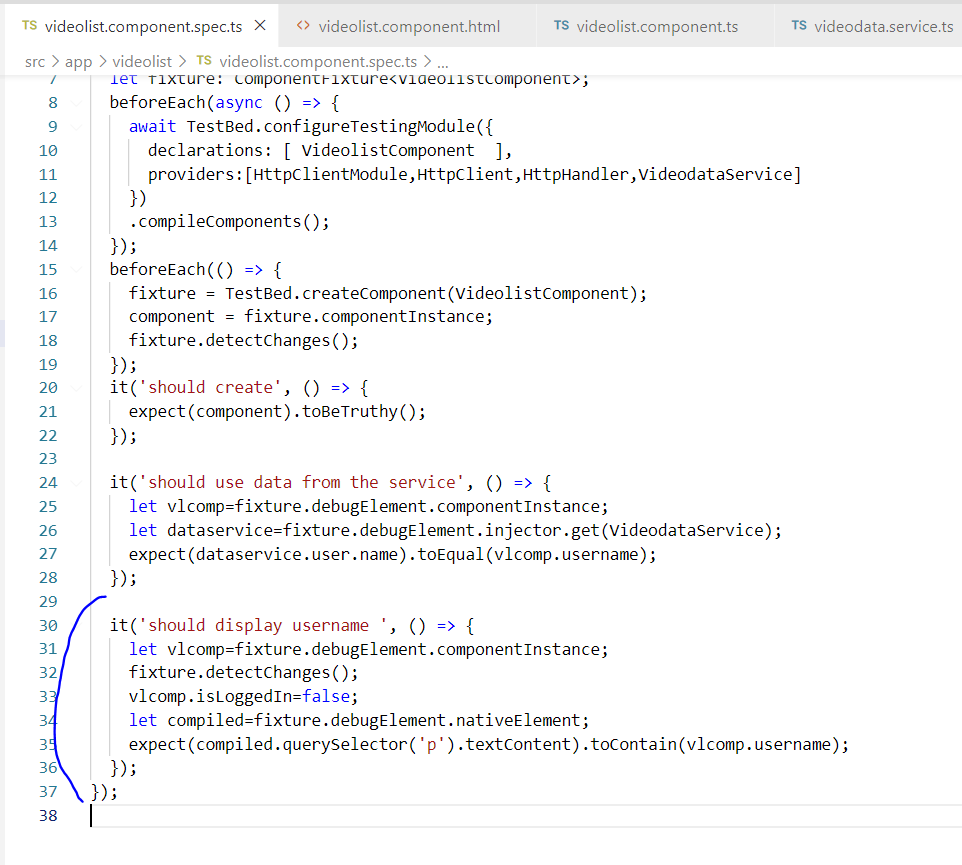 TS videolist.component.spec.ts ×
<> videolist.component.html
TS videolist.component.ts
TS videodata.service.ts
src > app > videolist > TS videolist.component.spec.ts > ...
7 let fixture: ComponentFixture<VideolistComponent>;
8 beforeEach(async () => {
9 await TestBed.configureTestingModule({
10 declarations: [ VideolistComponent  ],
11 providers:[HttpClientModule,HttpClient,HttpHandler,VideodataService]
12 })
13 .compileComponents();
14 });
15 beforeEach(() => {
16 fixture = TestBed.createComponent(VideolistComponent);
17 component = fixture.componentInstance;
18 fixture.detectChanges();
19 });
20 it('should create', () => {
21 expect(component).toBeTruthy();
22 });
23
24 it('should use data from the service', () => {
25 let vlcomp=fixture.debugElement.componentInstance;
26 let dataservice=fixture.debugElement.injector.get(VideodataService);
27 expect(dataservice.user.name).toEqual(vlcomp.username);
28 });
29
30 it('should display username ', () => {
31 let vlcomp=fixture.debugElement.componentInstance;
32 fixture.detectChanges();
33 vlcomp.isLoggedIn=false;
34 let compiled=fixture.debugElement.nativeElement;
35 expect(compiled.querySelector('p').textContent).toContain(vlcomp.username);
36 });
37 });
38